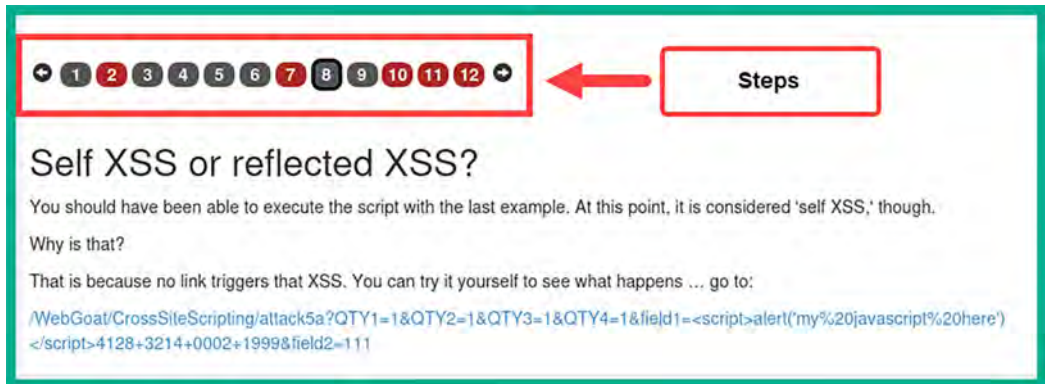 1 2 3 4 5 6 7 8 9 10 11 12
Steps
Self XSS or reflected XSS?
You should have been able to execute the script with the last example. At this point, it is considered 'self XSS,' though.
Why is that?
That is because no link triggers that XSS. You can try it yourself to see what happens … go to:
/WebGoat/CrossSiteScripting/attack5a?QTY1=1&QTY2=1&QTY3=1&QTY4=1&field1=<script>alert('my%20javascript%20here')
</script>4128+3214+0002+1999&field2=111